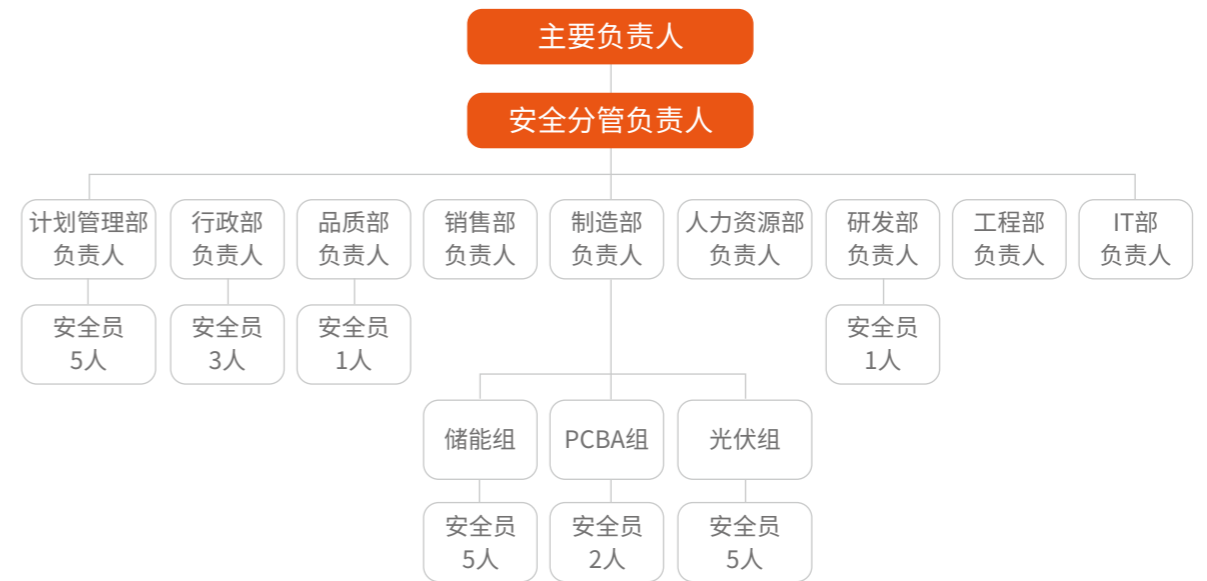 主要负责人
安全分管负责人
计划管理部
负责人
行政部
负责人
品质部
负责人
销售部
负责人
制造部
负责人
人力资源部
负责人
研发部
负责人
工程部
负责人
IT部
负责人
安全员
5人
安全员
3人
安全员
1人
安全员
1人
储能组
PCBA组
光伏组
安全员
5人
安全员
2人
安全员
5人